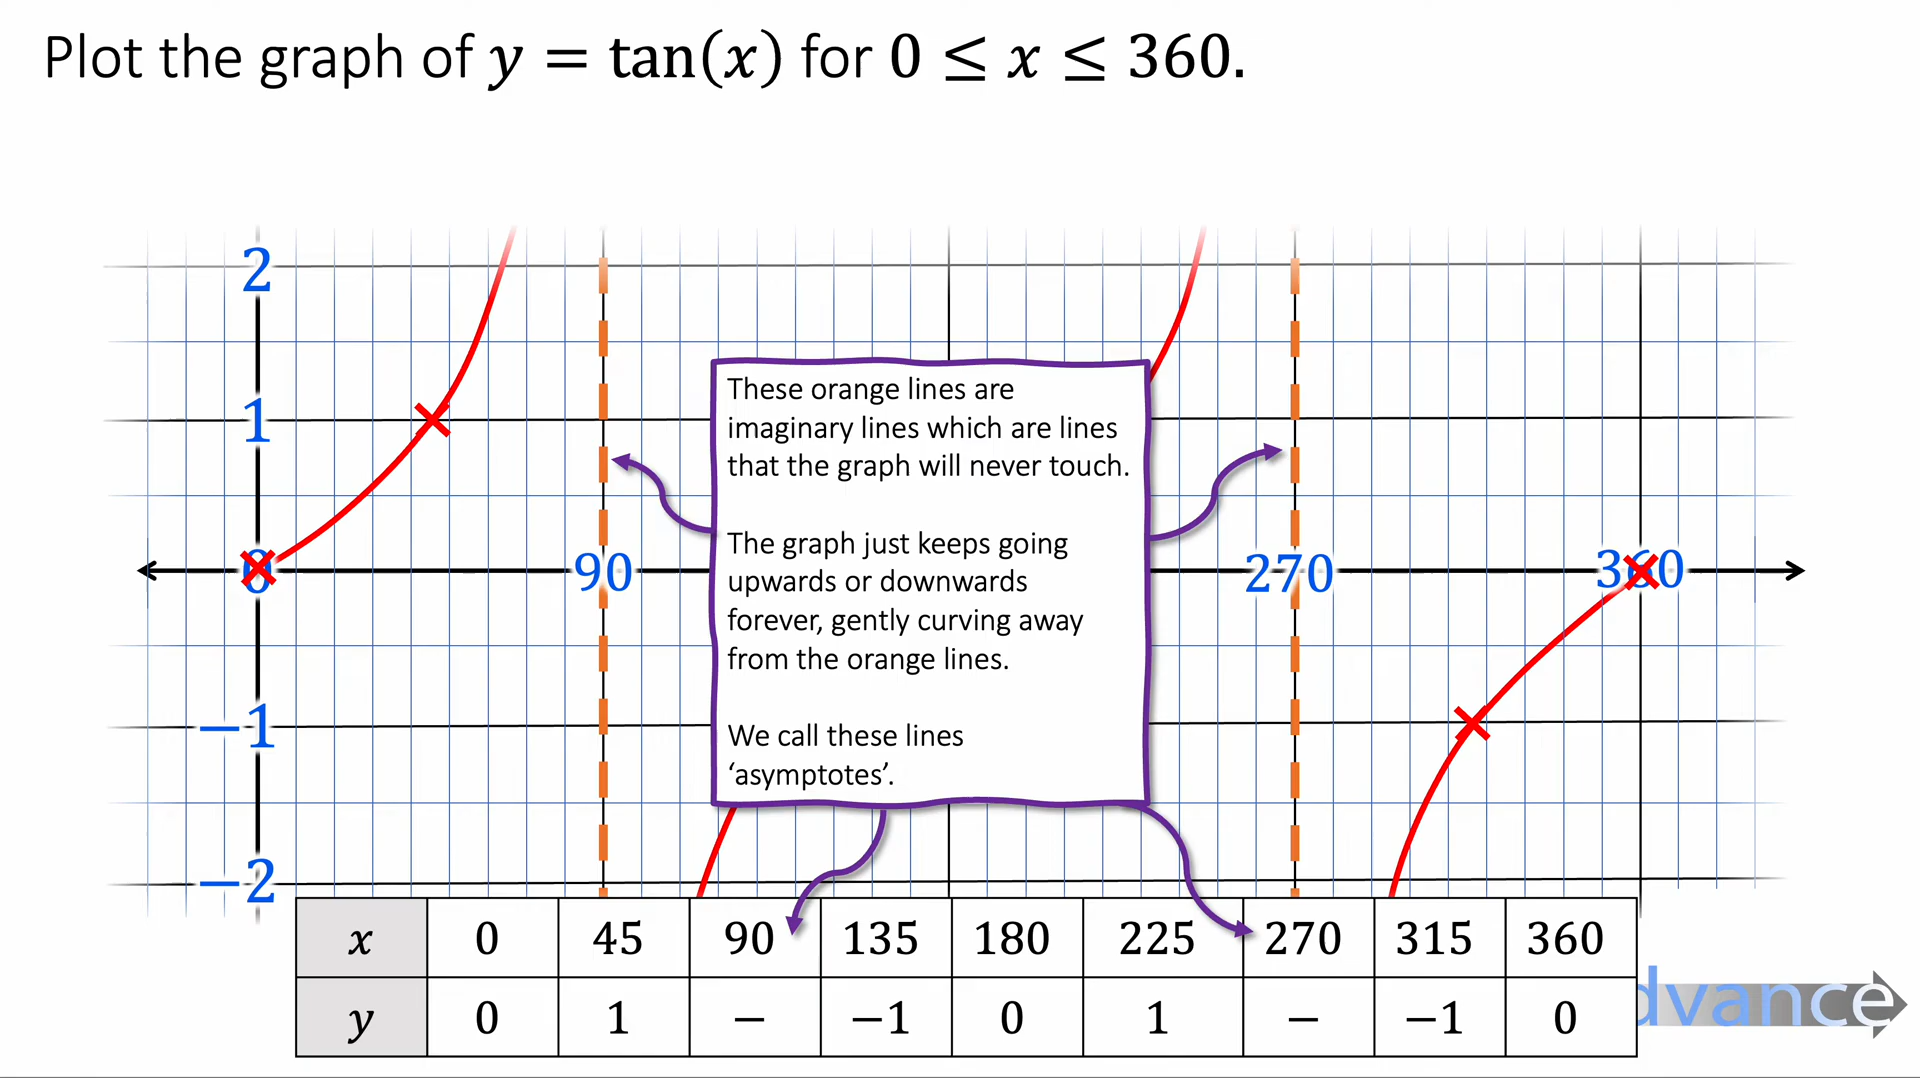 Plot the graph of y = tan(x) for 0 ≤ x ≤ 360.
2
1
0
90
270
360
−1
−2
These orange lines are
imaginary lines which are lines
that the graph will never touch.
The graph just keeps going
upwards or downwards
forever, gently curving away
from the orange lines.
We call these lines
‘asymptotes’.
x 0 45 90 135 180 225 270 315 360
y 0 1 − −1 0 1 − −1 0
dvance